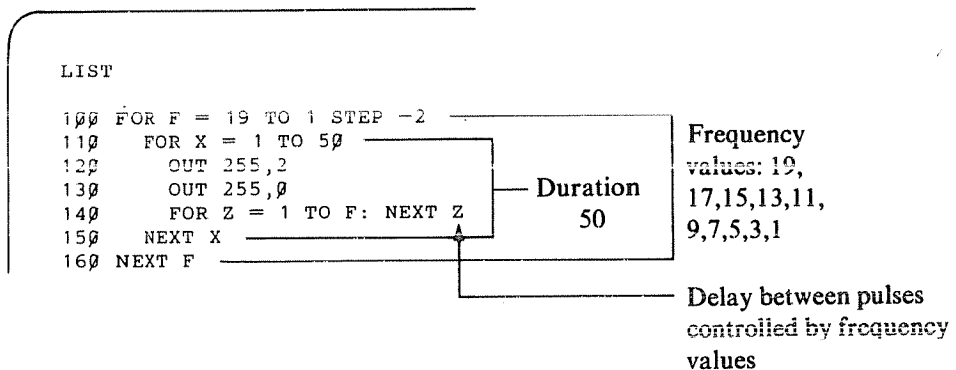 LIST
100 FOR F = 19 TO 1 STEP -2
110 FOR X = 1 TO 50
120 OUT 255,2
130 OUT 255,0
140 FOR Z = 1 TO F: NEXT Z
150 NEXT X
160 NEXT F
Duration
50
Frequency
values: 19,
17,15,13,11,
9,7,5,3,1
Delay between pulses
controlled by frequency
values